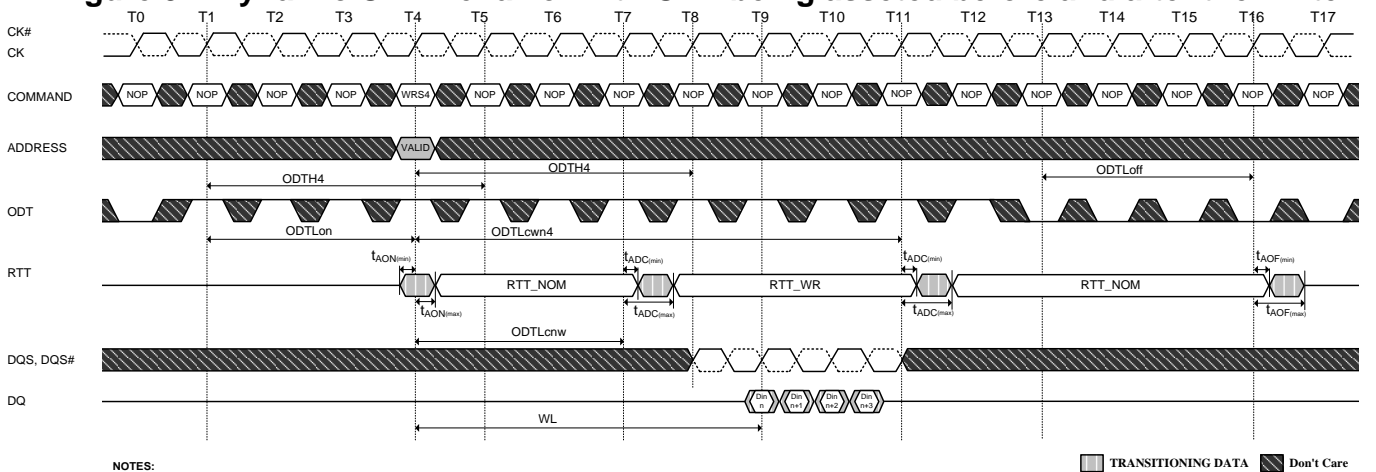 T0 T1 T2 T3 T4 T5 T6 T7 T8 T9 T10 T11 T12 T13 T14 T15 T16 T17
CK#
CK
COMMAND NOP NOP NOP NOP WRS4 NOP NOP NOP NOP NOP NOP NOP NOP NOP NOP NOP NOP NOP
ADDRESS VALID
ODTH4 ODTLoff
ODTH4
ODT
ODTLon ODTLcwn4
tAON(min) tADC(min) tADC(min) tAOF(min)
RTT RTT_NOM RTT_WR RTT_NOM
tAON(max) tADC(max) tADC(max) tAOF(max)
ODTLcnw
DQS, DQS#
DQ Din n Din n+1 Din n+2 Din n+3
WL
NOTES: TRANSITIONING DATA Don't Care